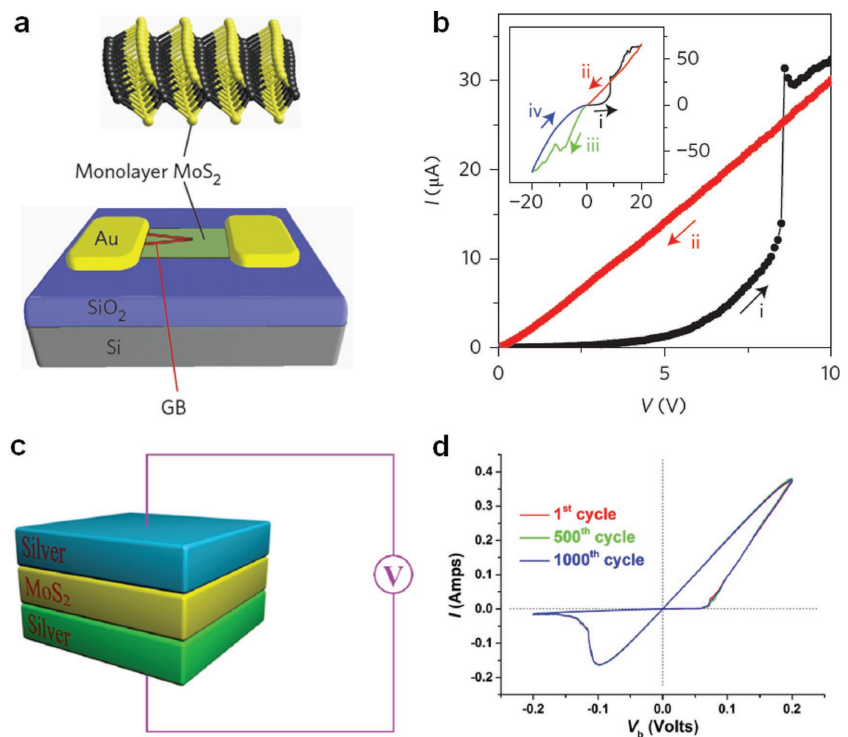 a
Monolayer MoS₂
Au
SiO₂
Si
GB
b
I (μA)
30
20
10
0
0
5
10
V (V)
i
ii
50
0
−50
−20
0
20
i
ii
iii
iv
c
Silver
MoS₂
Silver
V
d
I (Amps)
0.4
0.3
0.2
0.1
0.0
-0.1
-0.2
-0.2
-0.1
0.0
0.1
0.2
V_b (Volts)
1st cycle
500th cycle
1000th cycle